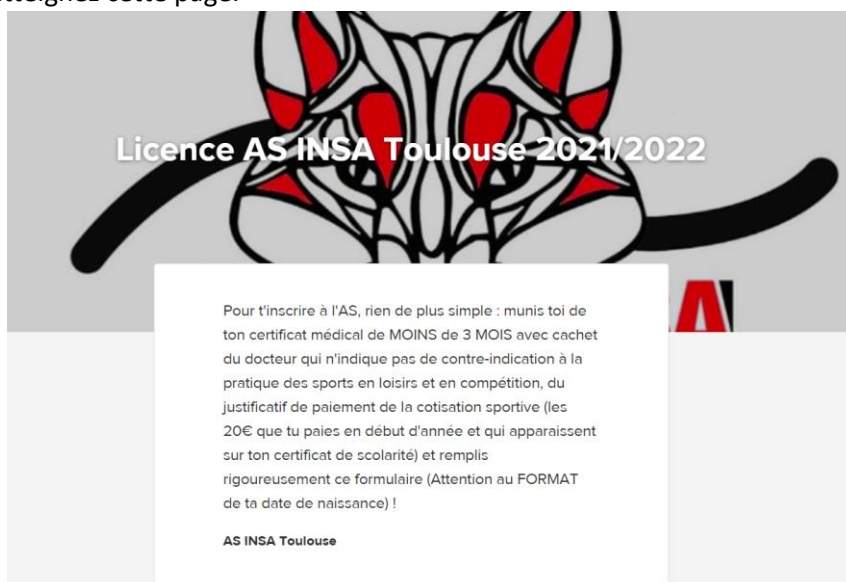 atteignez cette page.
Licence AS INSA Toulouse 2021/2022
A
Pour t'inscrire à l'AS, rien de plus simple : munis toi de
ton certificat médical de MOINS de 3 MOIS avec cachet
du docteur qui n'indique pas de contre-indication à la
pratique des sports en loisirs et en compétition, du
justificatif de paiement de la cotisation sportive (les
20€ que tu paies en début d'année et qui apparaissent
sur ton certificat de scolarité) et remplis
rigoureusement ce formulaire (Attention au FORMAT
de ta date de naissance) !
AS INSA Toulouse